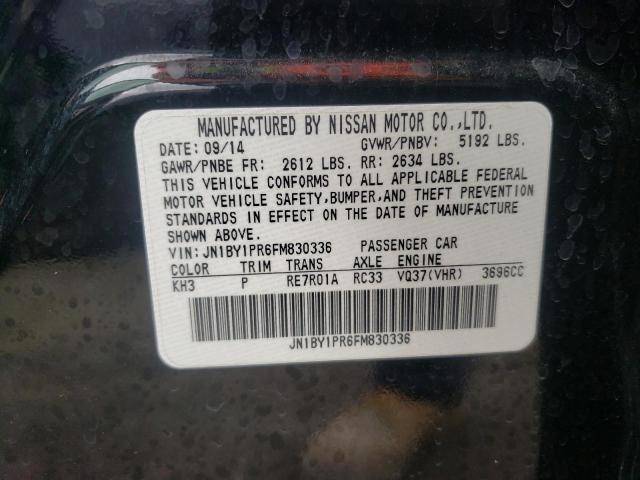 MANUFACTURED BY NISSAN MOTOR CO.,LTD.
DATE: 09/14 GVWR/PNBV: 5192 LBS.
GAWR/PNBE FR: 2612 LBS. RR: 2634 LBS.
THIS VEHICLE CONFORMS TO ALL APPLICABLE FEDERAL
MOTOR VEHICLE SAFETY,BUMPER,AND THEFT PREVENTION
STANDARDS IN EFFECT ON THE DATE OF MANUFACTURE
SHOWN ABOVE.
VIN:JN1BY1PR6FM830336 PASSENGER CAR
COLOR TRIM TRANS AXLE ENGINE
KH3 P RE7R01A RC33 VQ37(VHR) 3696CC
JN1BY1PR6FM830336